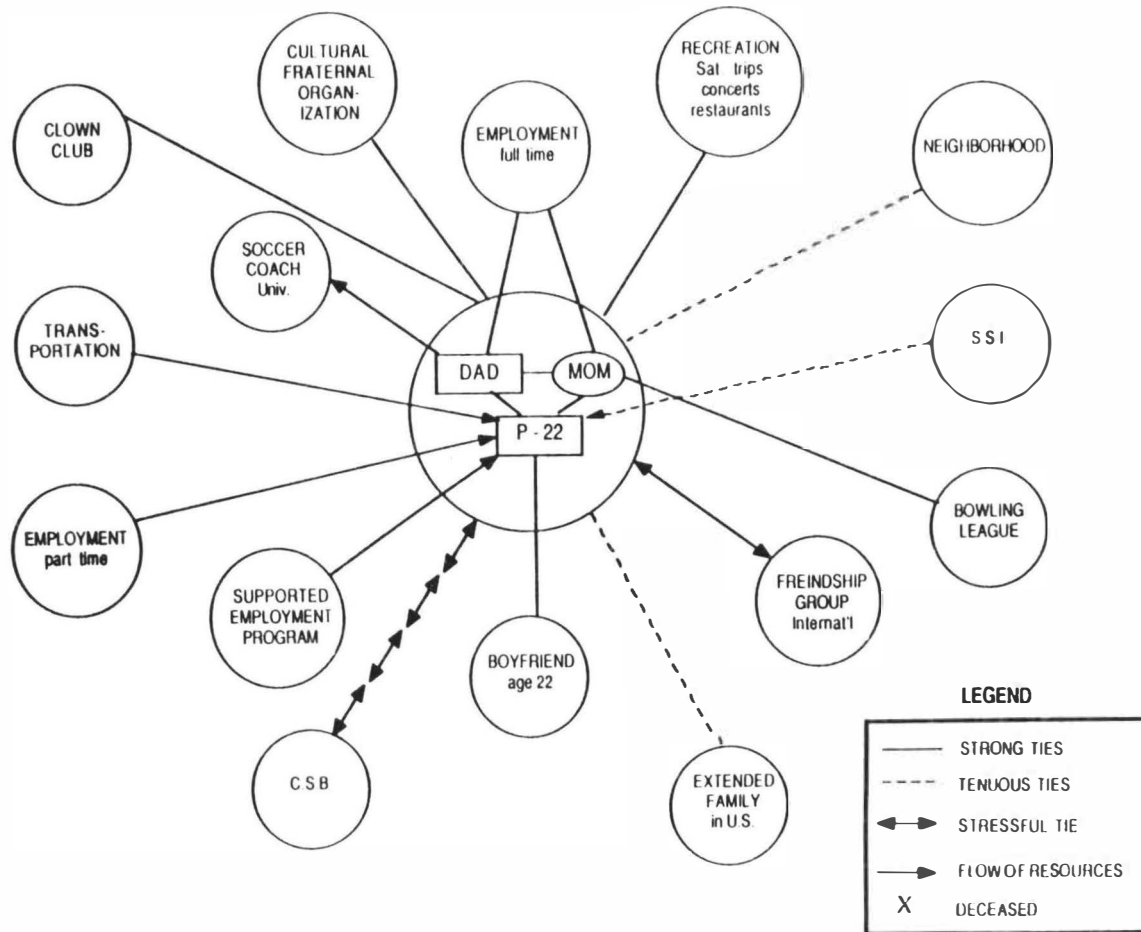 CULTURAL
FRATERNAL
ORGAN-
IZATION
RECREATION
Sat. trips
concerts
restaurants
CLOWN
CLUB
EMPLOYMENT
full time
NEIGHBORHOOD
SOCCER
COACH
Univ.
TRANS-
PORTATION
SSI
DAD
MOM
P - 22
EMPLOYMENT
part time
BOWLING
LEAGUE
SUPPORTED
EMPLOYMENT
PROGRAM
FREINDSHIP
GROUP
Internat'l
BOYFRIEND
age 22
CSB
EXTENDED
FAMILY
in U.S.
LEGEND
STRONG TIES
TENUOUS TIES
STRESSFUL TIE
FLOW OF RESOURCES
X DECEASED